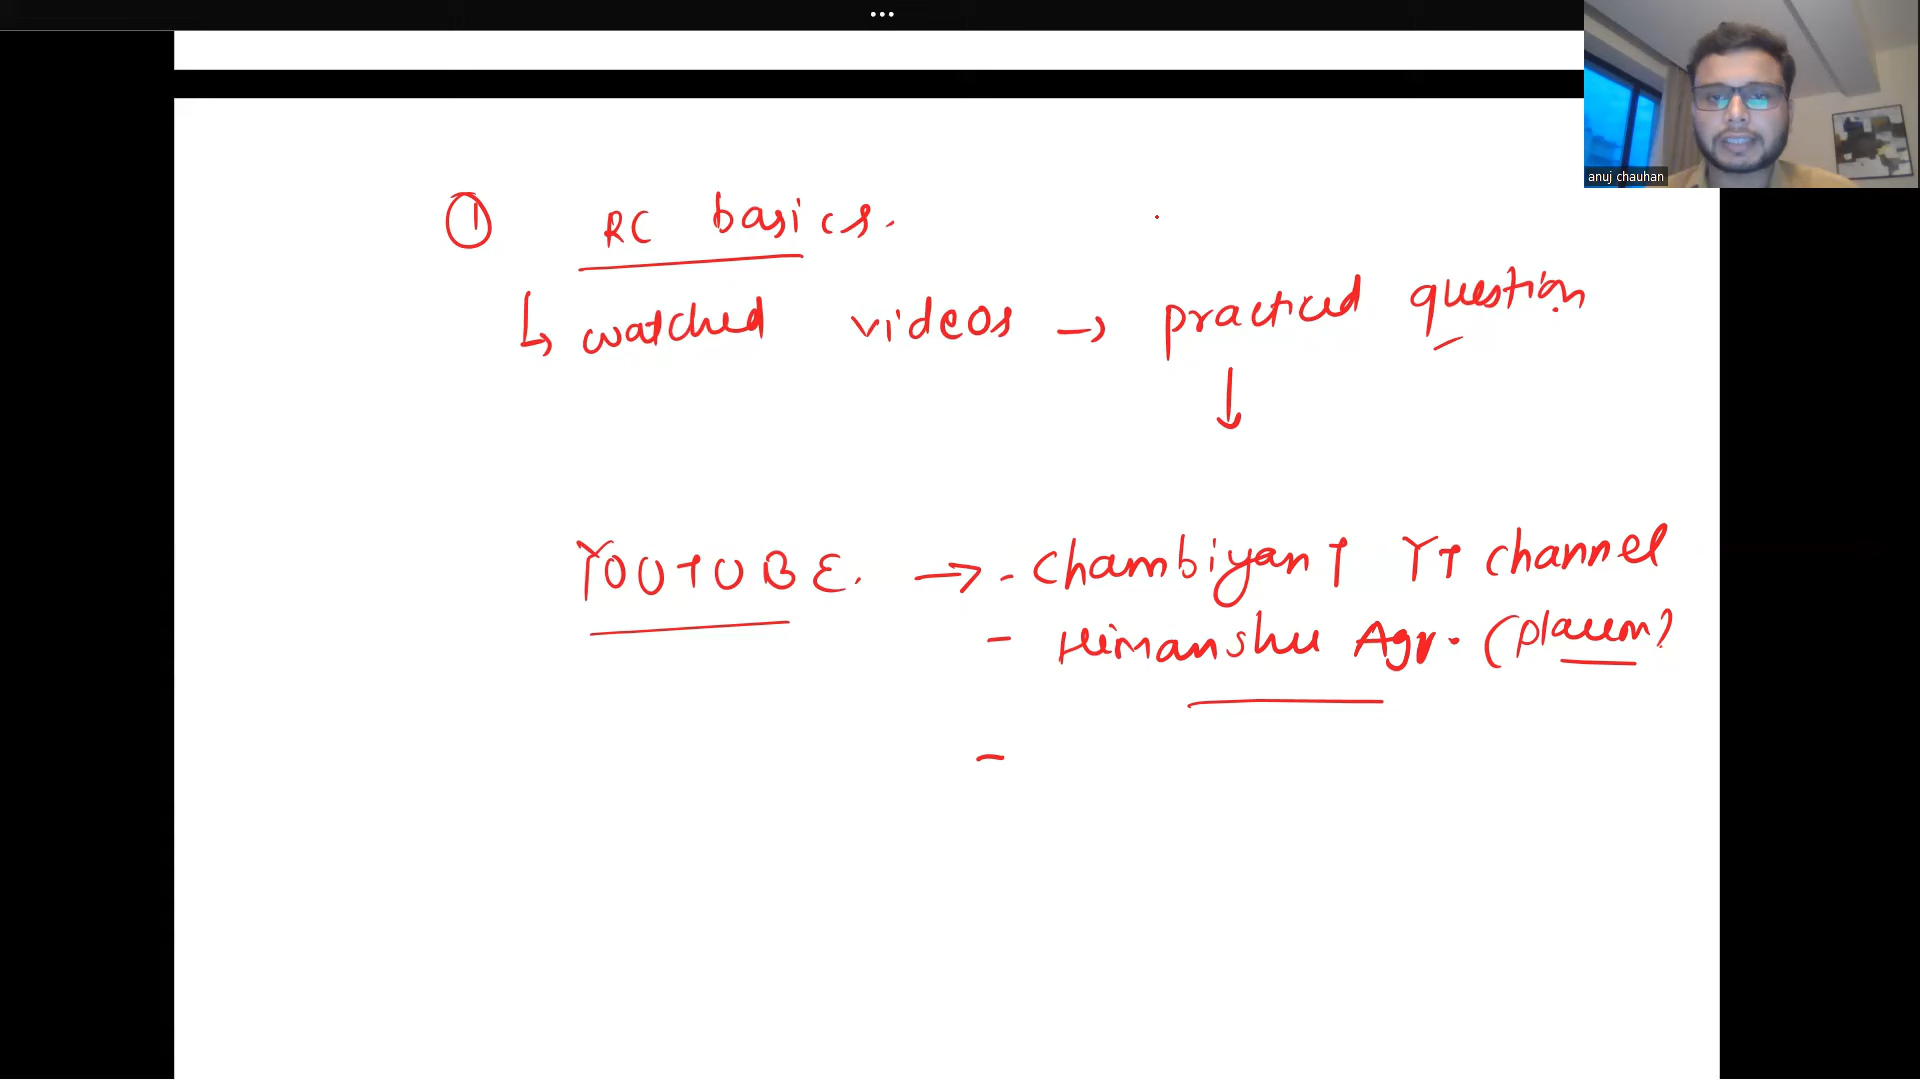 ...
anuj chauhan
① RC basics.
↳ watched videos → practiced question
↓
YOUTUBE. → - Chambiyant YT channel
- Himanshu Agr. (placem)
-